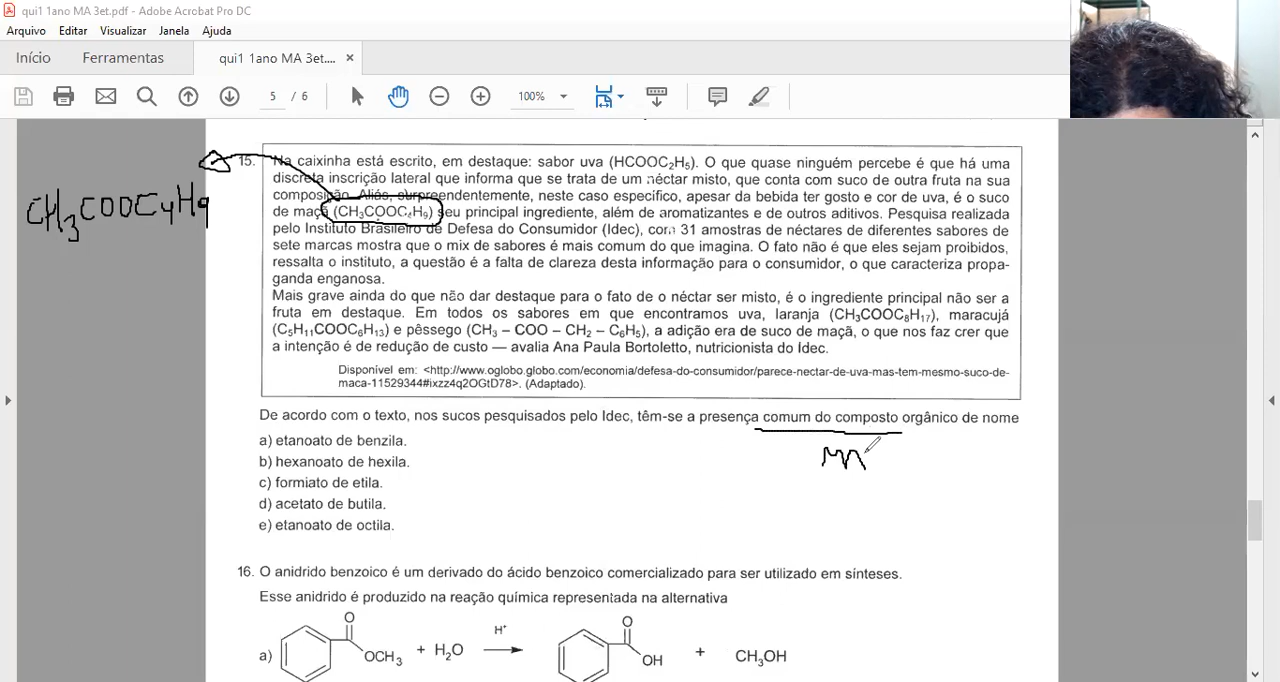 qui1 1ano MA 3et.pdf - Adobe Acrobat Pro DC
Arquivo Editar Visualizar Janela Ajuda
Início Ferramentas qui1 1ano MA 3et.... ×
5 / 6 100%
15. Na caixinha está escrito, em destaque: sabor uva (HCOOC₂H₅). O que quase ninguém percebe é que há uma
discreta inscrição lateral que informa que se trata de um néctar misto, que conta com suco de outra fruta na sua
composição. Aliás, surpreendentemente, neste caso específico, apesar da bebida ter gosto e cor de uva, é o suco
de maçã (CH₃COOC₄H₉) seu principal ingrediente, além de aromatizantes e de outros aditivos. Pesquisa realizada
pelo Instituto Brasileiro de Defesa do Consumidor (Idec), com 31 amostras de néctares de diferentes sabores de
sete marcas mostra que o mix de sabores é mais comum do que imagina. O fato não é que eles sejam proibidos,
ressalta o instituto, a questão é a falta de clareza desta informação para o consumidor, o que caracteriza propa-
ganda enganosa.
Mais grave ainda do que não dar destaque para o fato de o néctar ser misto, é o ingrediente principal não ser a
fruta em destaque. Em todos os sabores em que encontramos uva, laranja (CH₃COOC₈H₁₇), maracujá
(C₅H₁₁COOC₆H₁₃) e pêssego (CH₃ – COO – CH₂ – C₆H₅), a adição era de suco de maçã, o que nos faz crer que
a intenção é de redução de custo — avalia Ana Paula Bortoletto, nutricionista do Idec.
Disponível em: <http://www.oglobo.globo.com/economia/defesa-do-consumidor/parece-nectar-de-uva-mas-tem-mesmo-suco-de-
maca-11529344#ixzz4q2OGtD78>. (Adaptado).
CH₃COOC₄H₉
De acordo com o texto, nos sucos pesquisados pelo Idec, têm-se a presença comum do composto orgânico de nome
a) etanoato de benzila.
b) hexanoato de hexila.
c) formiato de etila.
d) acetato de butila.
e) etanoato de octila.
16. O anidrido benzoico é um derivado do ácido benzoico comercializado para ser utilizado em sínteses.
Esse anidrido é produzido na reação química representada na alternativa
a) O OCH₃ + H₂O H⁺ O OH + CH₃OH